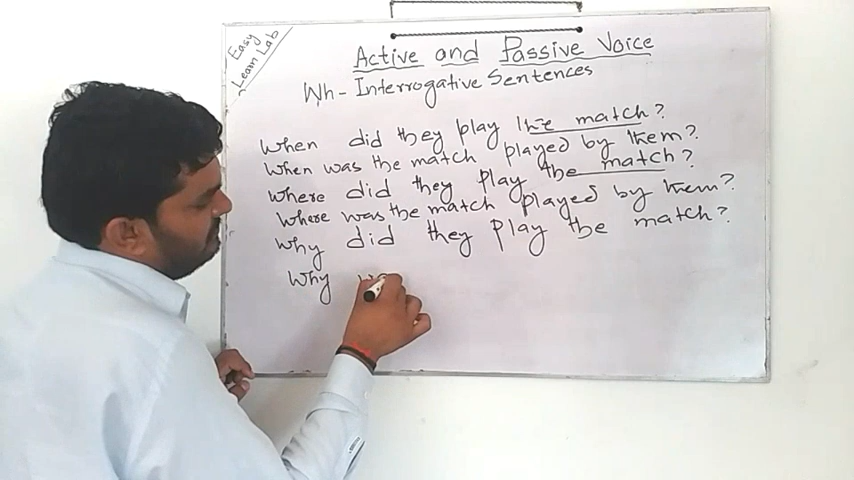 Easy
Learn Lab
Active and Passive Voice
Wh-Interrogative Sentences
When did they play the match?
When was the match played by them?
Where did they play the match?
Where was the match played by them?
Why did they play the match?
Why wa